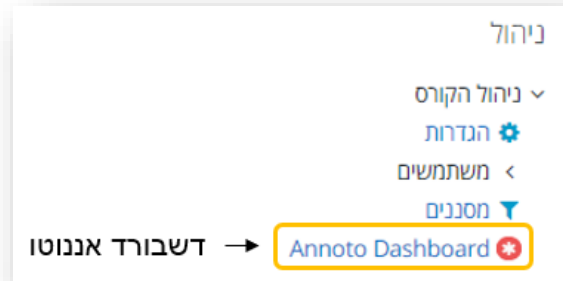 ניהול
ניהול הקורס
הגדרות
משתמשים
מסננים
Annoto Dashboard
דשבורד אננוטו